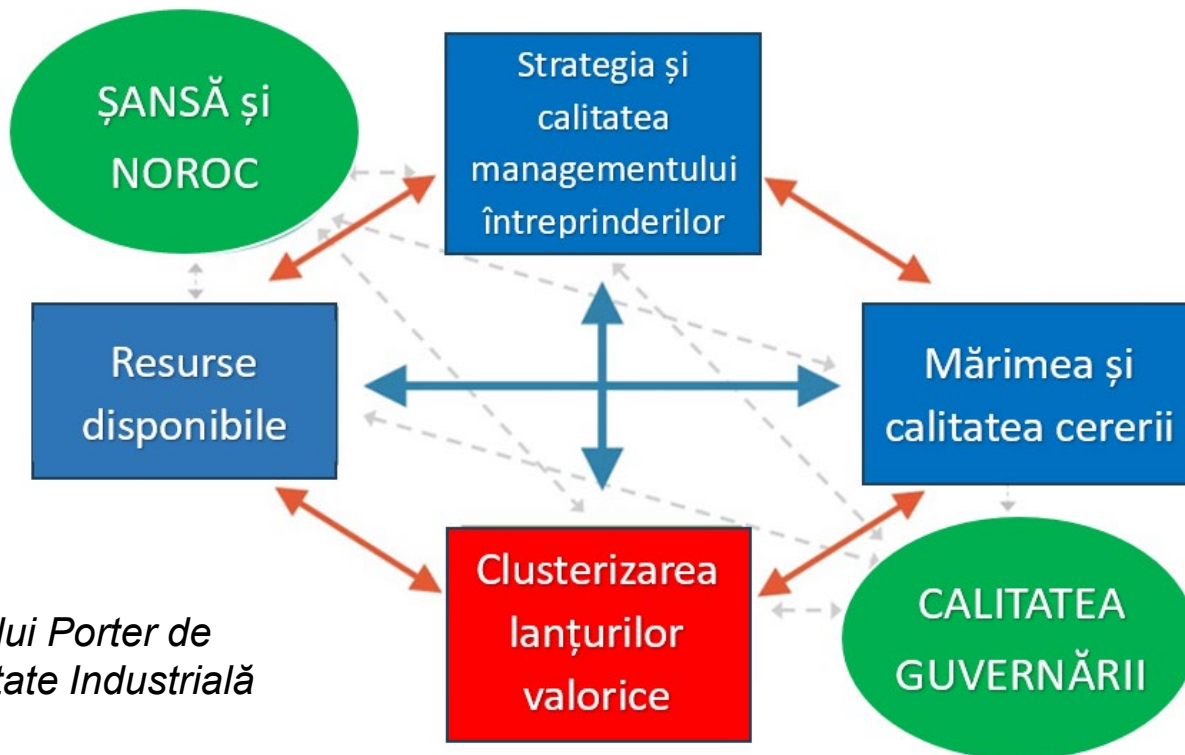 ȘANSĂ și
NOROC
Strategia și
calitatea
managementului
întreprinderilor
Resurse
disponibile
Mărimea și
calitatea cererii
Clusterizarea
lanțurilor
valorice
CALITATEA
GUVERNĂRII
lui Porter de
tate Industrială